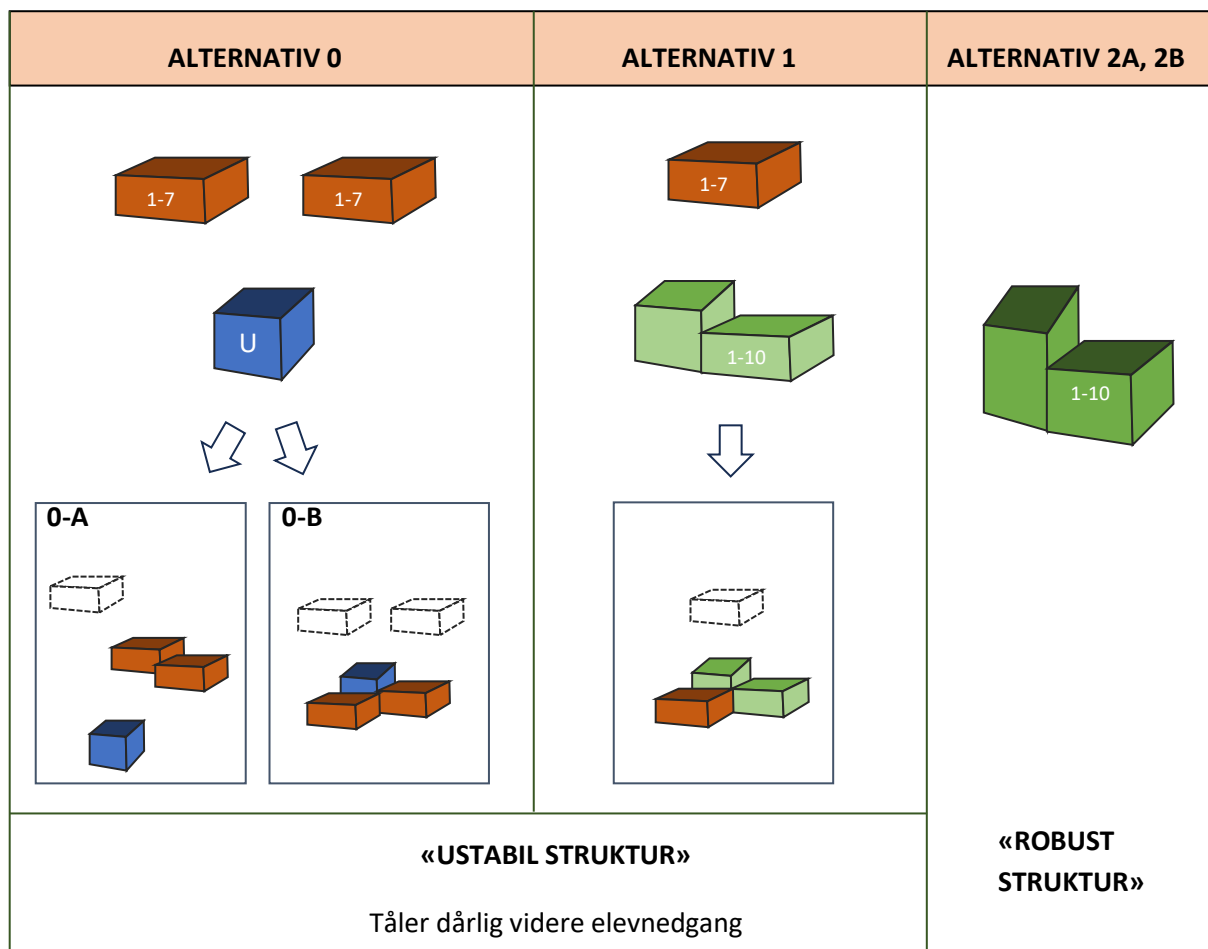 ALTERNATIV 0
ALTERNATIV 1
ALTERNATIV 2A, 2B
1-7
1-7
1-7
U
1-10
1-10
0-A
0-B
«USTABIL STRUKTUR»
Tåler dårlig videre elevnedgang
«ROBUST
STRUKTUR»